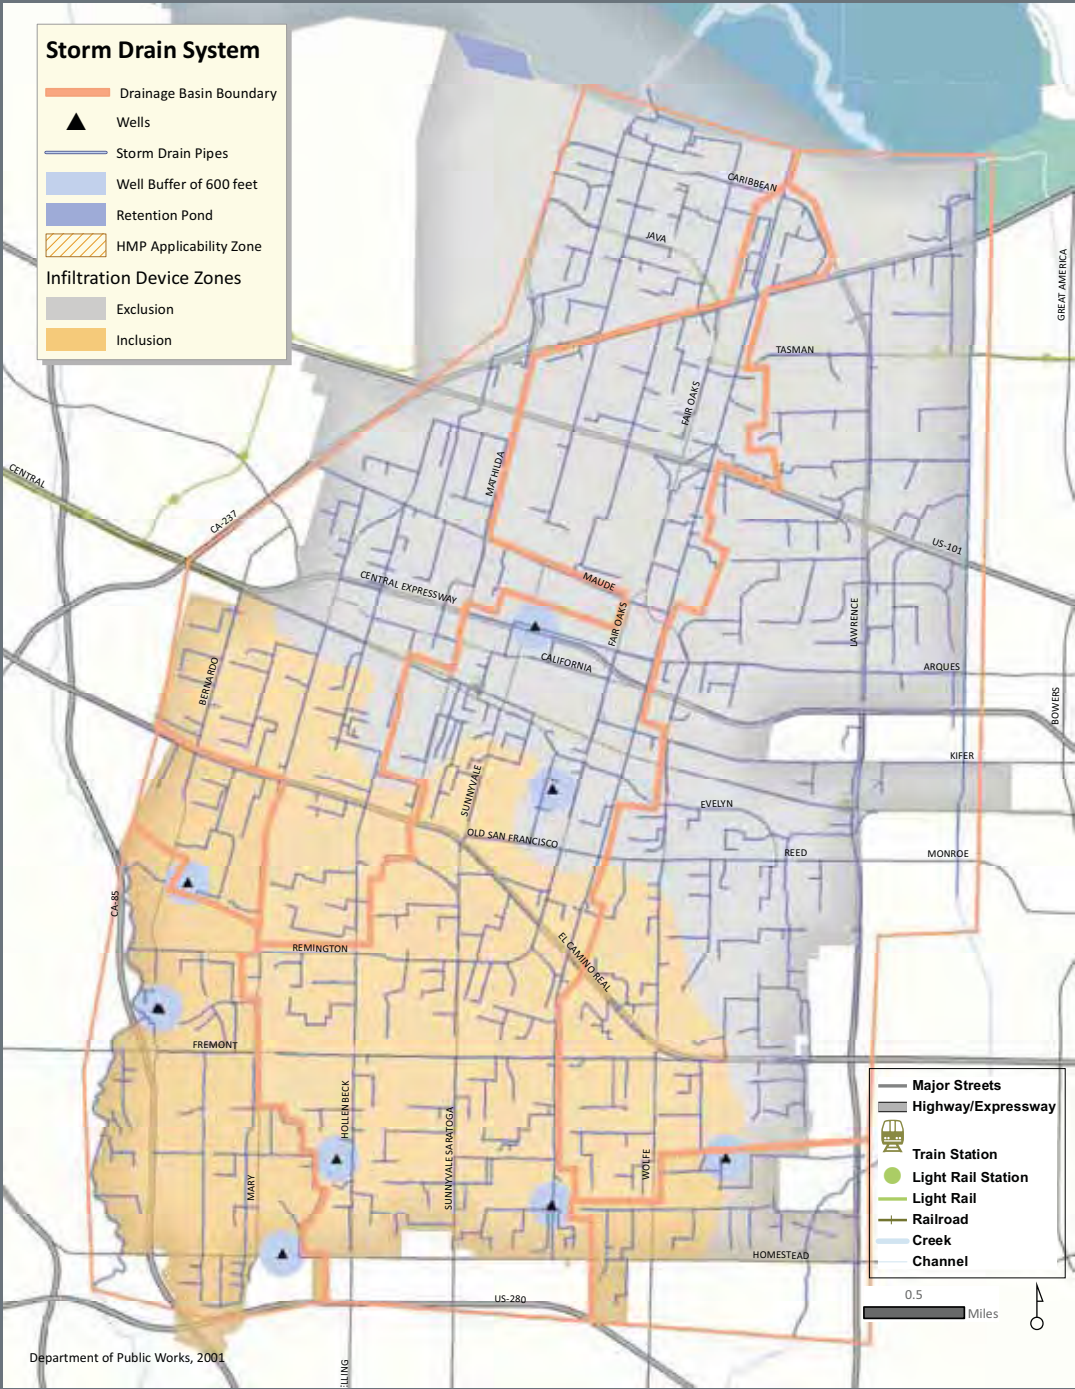 Storm Drain System
Drainage Basin Boundary
Wells
Storm Drain Pipes
Well Buffer of 600 feet
Retention Pond
HMP Applicability Zone
Infiltration Device Zones
Exclusion
Inclusion
CARIBBEAN
JAVA
GREAT AMERICA
TASMAN
FAIR OAKS
MATHILDA
CENTRAL
CA-237
US-101
CENTRAL EXPRESSWAY
MAUDE
FAIR OAKS
LAWRENCE
CALIFORNIA
ARQUES
BERNARDO
BOWERS
KIFER
SUNNYVALE
EVELYN
OLD SAN FRANCISCO
REED
MONROE
CA-85
REMINGTON
EL CAMINO REAL
FREMONT
HOLLENBECK
SUNNYVALE SARATOGA
WOLFE
MARY
HOMESTEAD
US-280
Major Streets
Highway/Expressway
Train Station
Light Rail Station
Light Rail
Railroad
Creek
Channel
0.5
Miles
Department of Public Works, 2001
ELLING